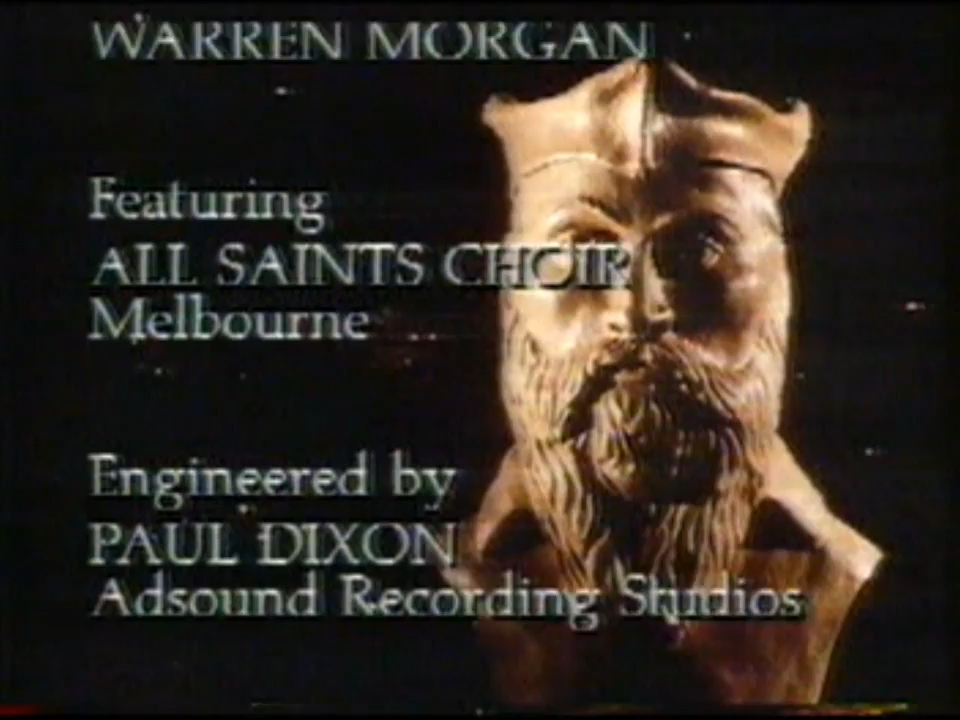 WARREN MORGAN
Featuring
ALL SAINTS CHOIR
Melbourne
Engineered by
PAUL DIXON
Adsound Recording Studios